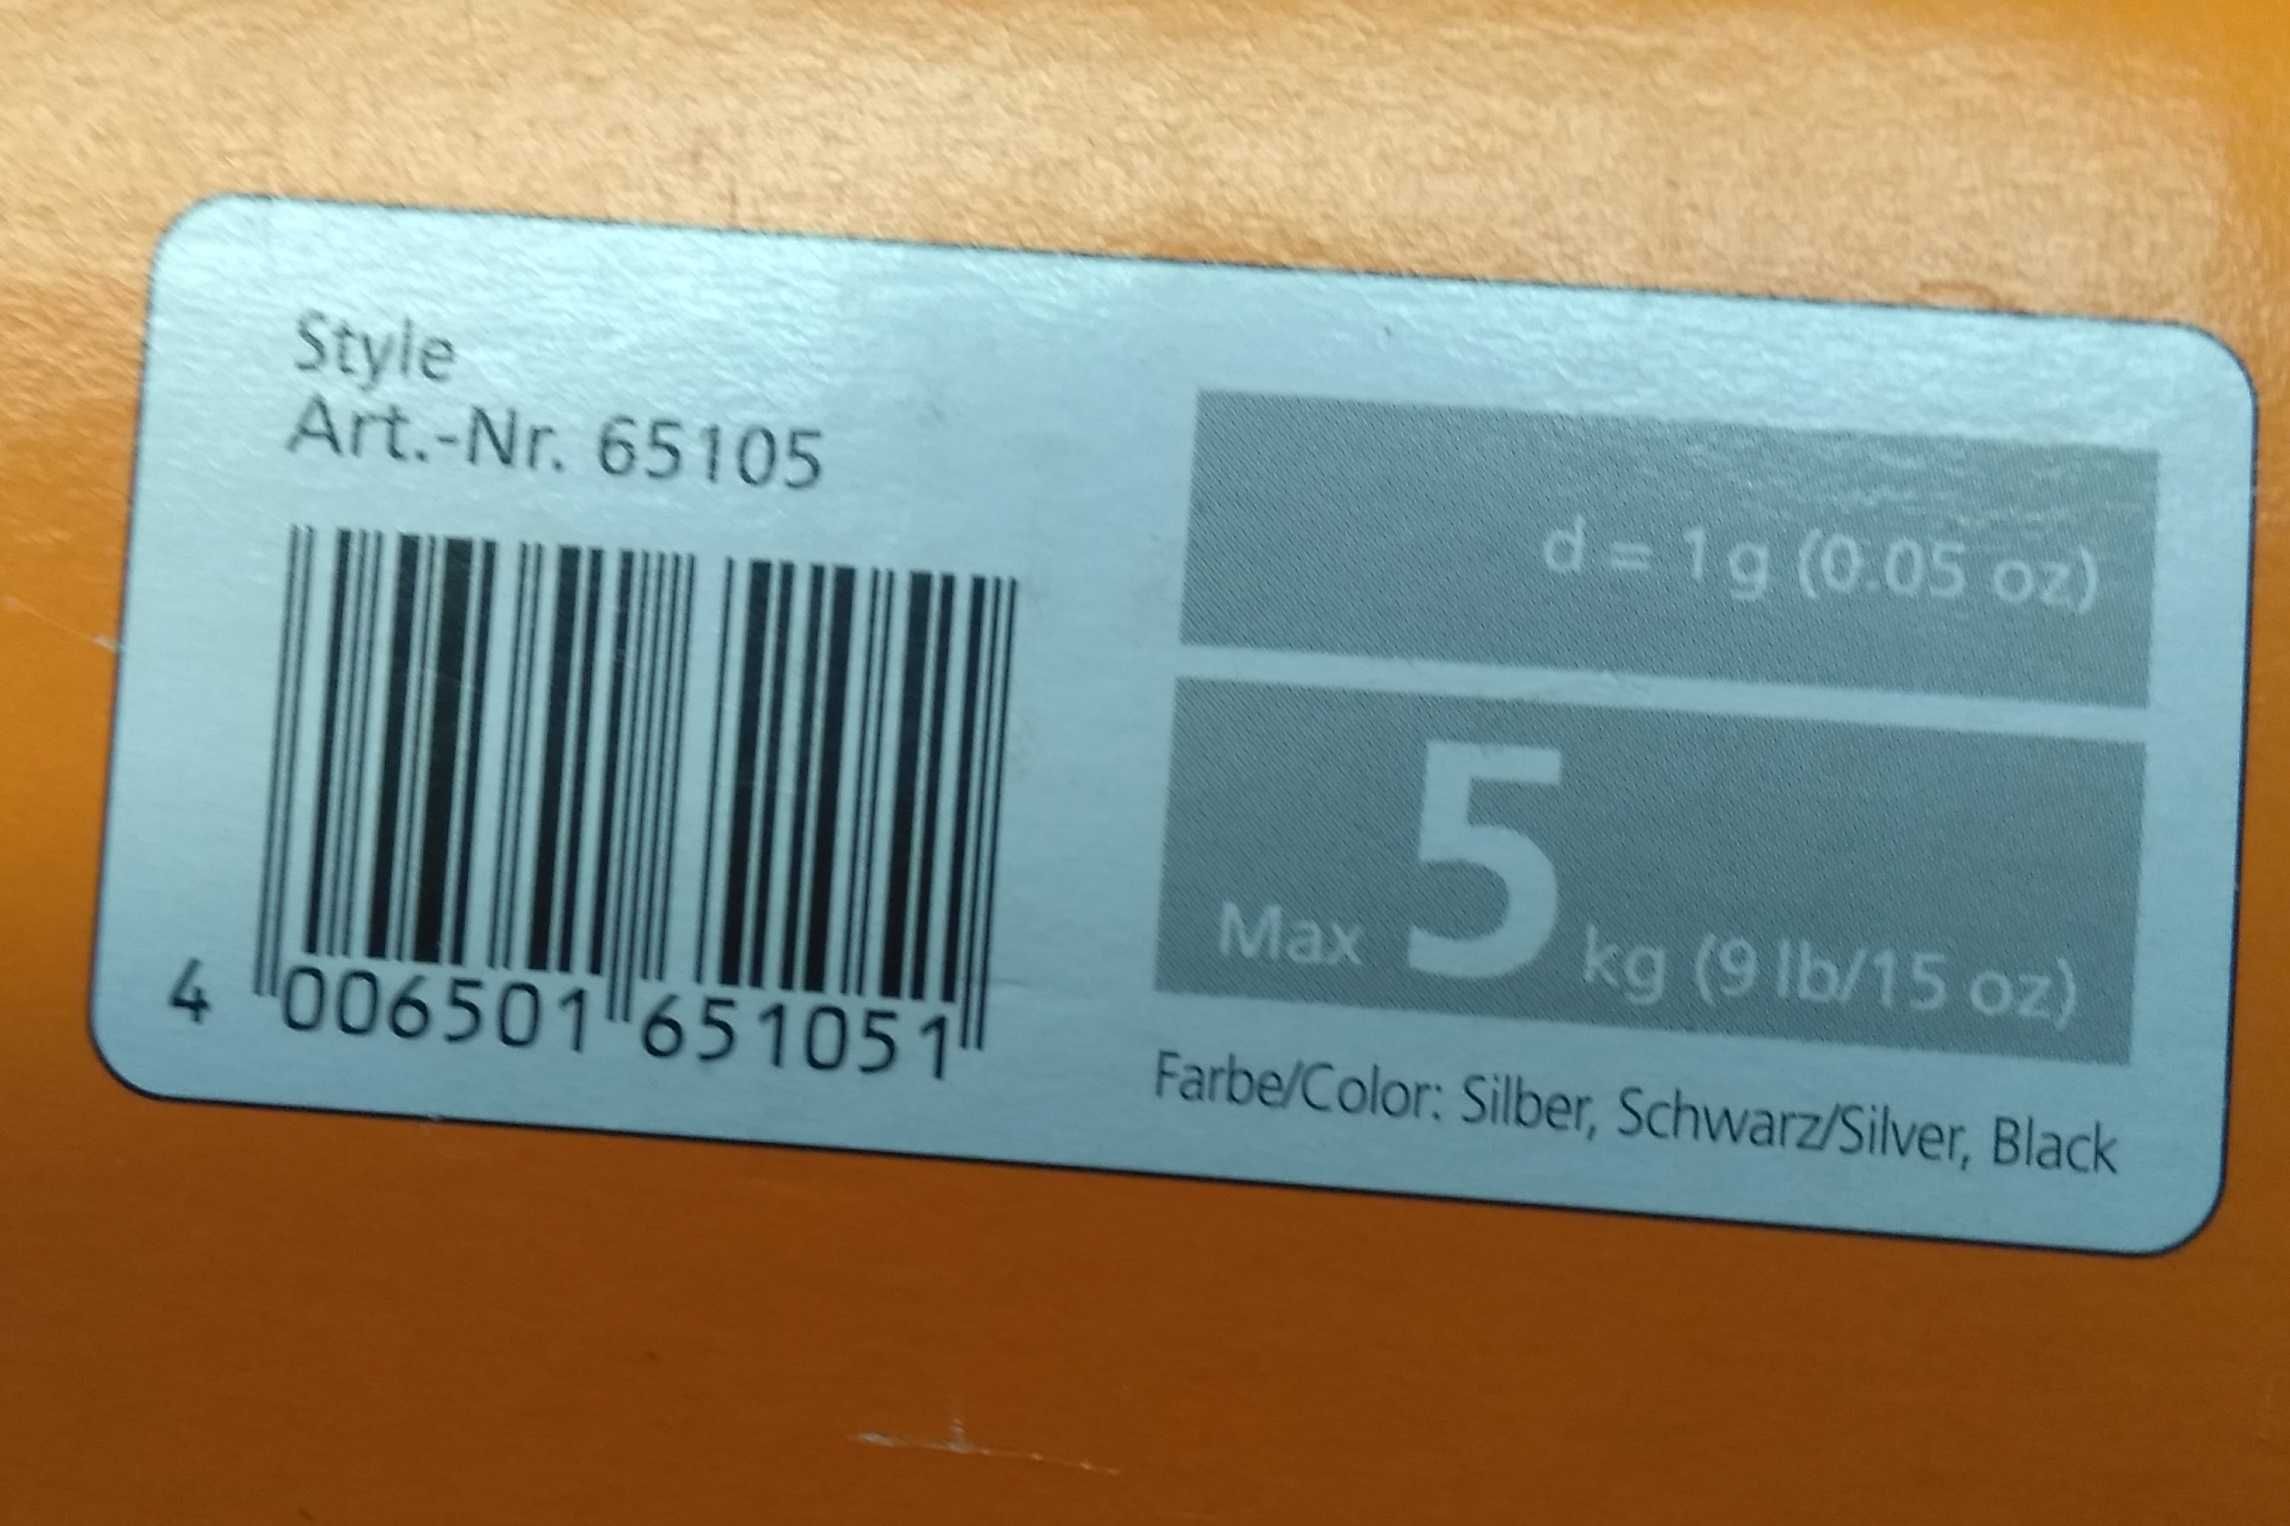 Style
Art.-Nr. 65105
4 006501 651051
d = 1 g (0.05 oz)
Max 5 kg (9 lb/15 oz)
Farbe/Color: Silber, Schwarz/Silver, Black